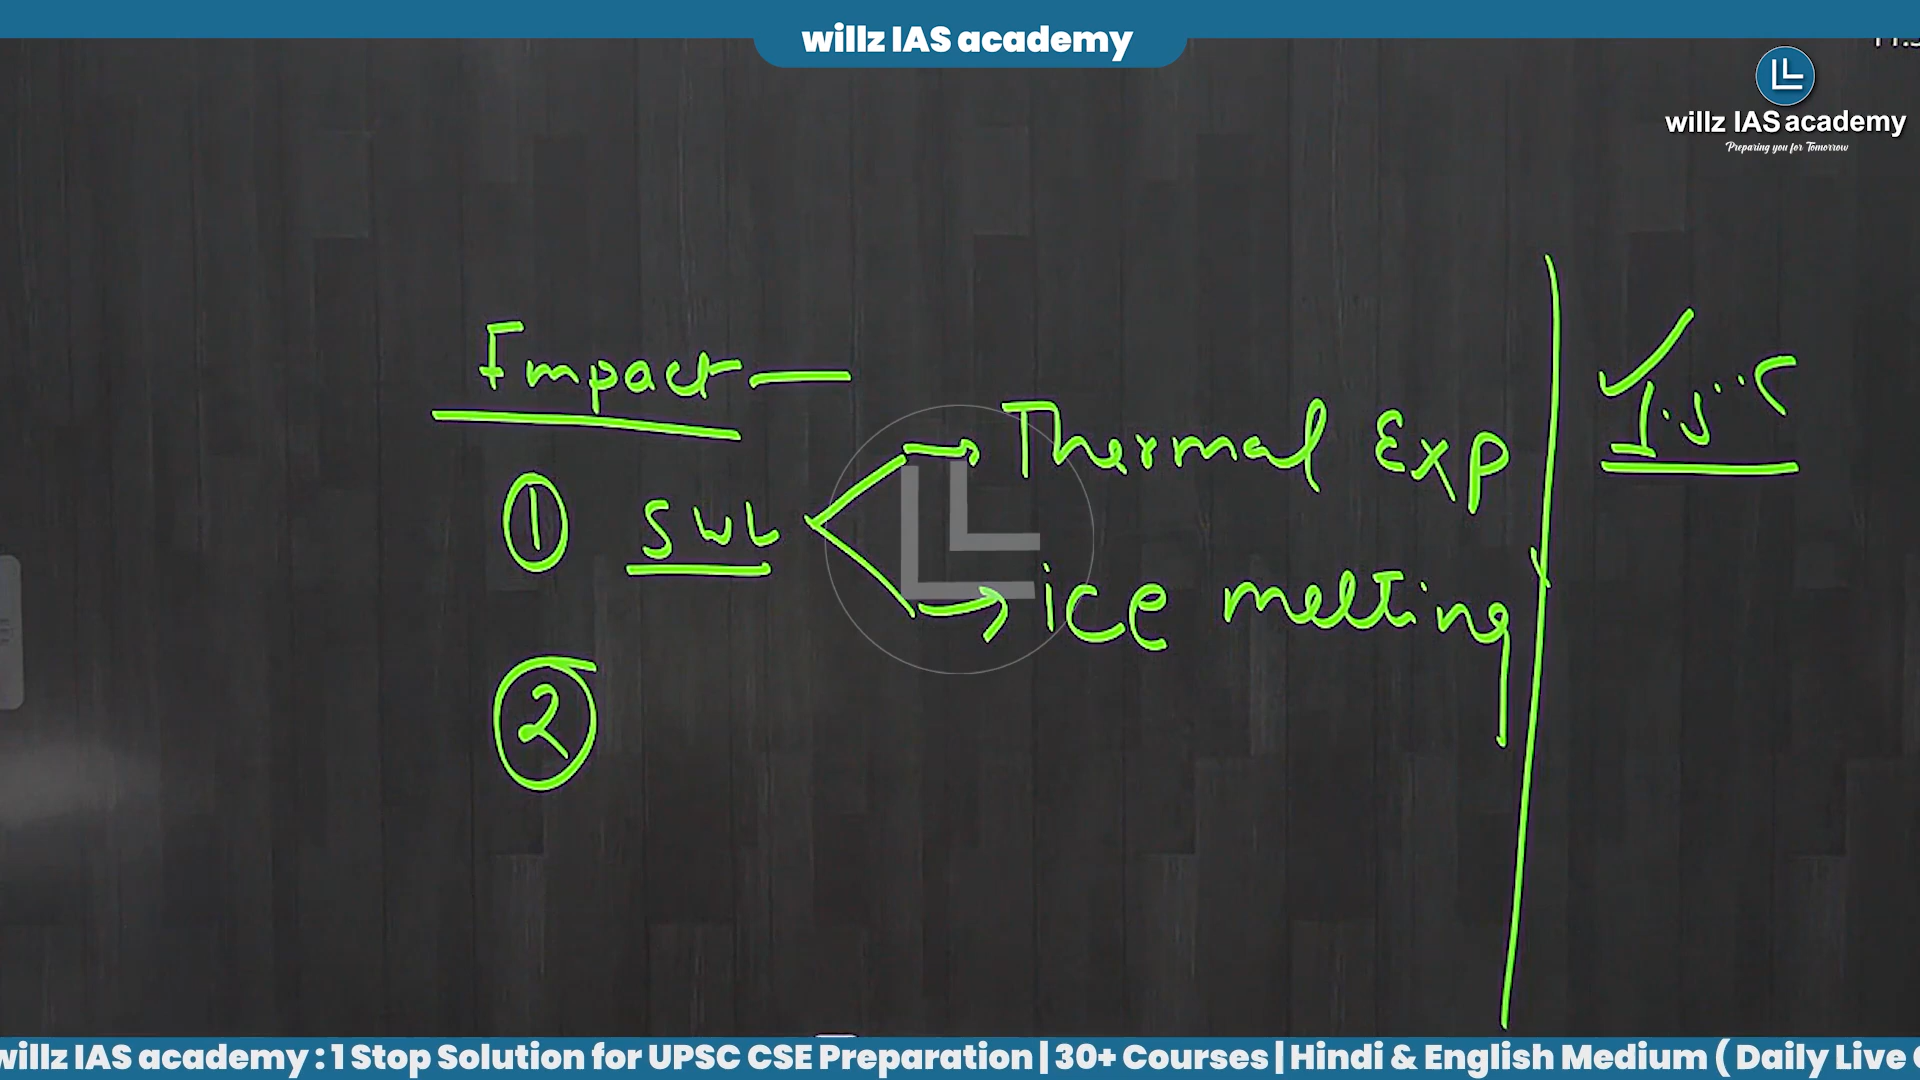 willz IAS academy
willz IAS academy
Preparing you for Tomorrow
Impact —
① SWL
→ Thermal Exp
→ ice melting
②
willz IAS academy : 1 Stop Solution for UPSC CSE Preparation | 30+ Courses | Hindi & English Medium ( Daily Live